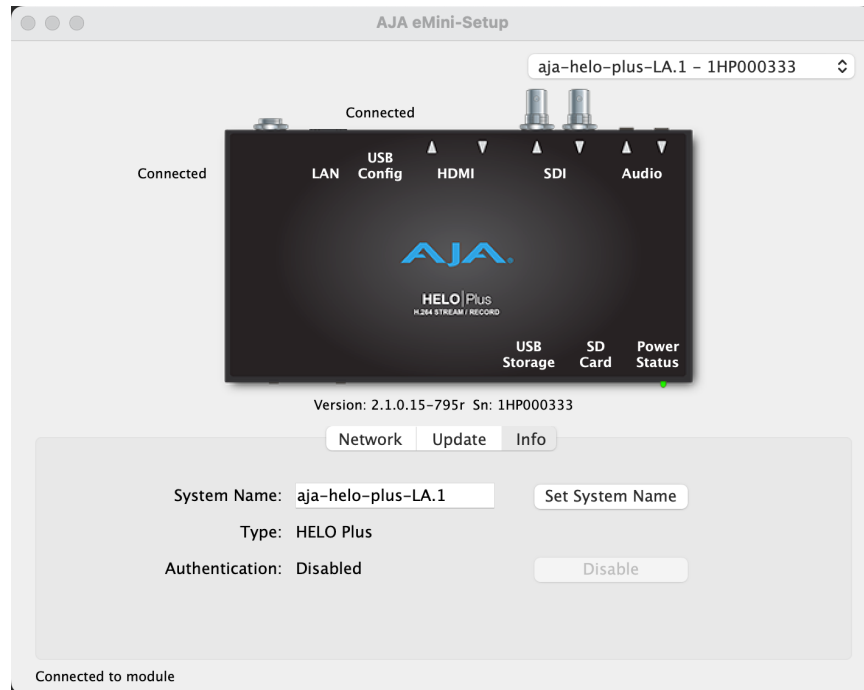 AJA eMini-Setup
aja-helo-plus-LA.1 - 1HP000333
Connected
Connected
LAN
USB
Config
HDMI
SDI
Audio
AJA
HELO Plus
H.264 STREAM / RECORD
USB
Storage
SD
Card
Power
Status
Version: 2.1.0.15-795r Sn: 1HP000333
Network Update Info
System Name: aja-helo-plus-LA.1 Set System Name
Type: HELO Plus
Authentication: Disabled Disable
Connected to module